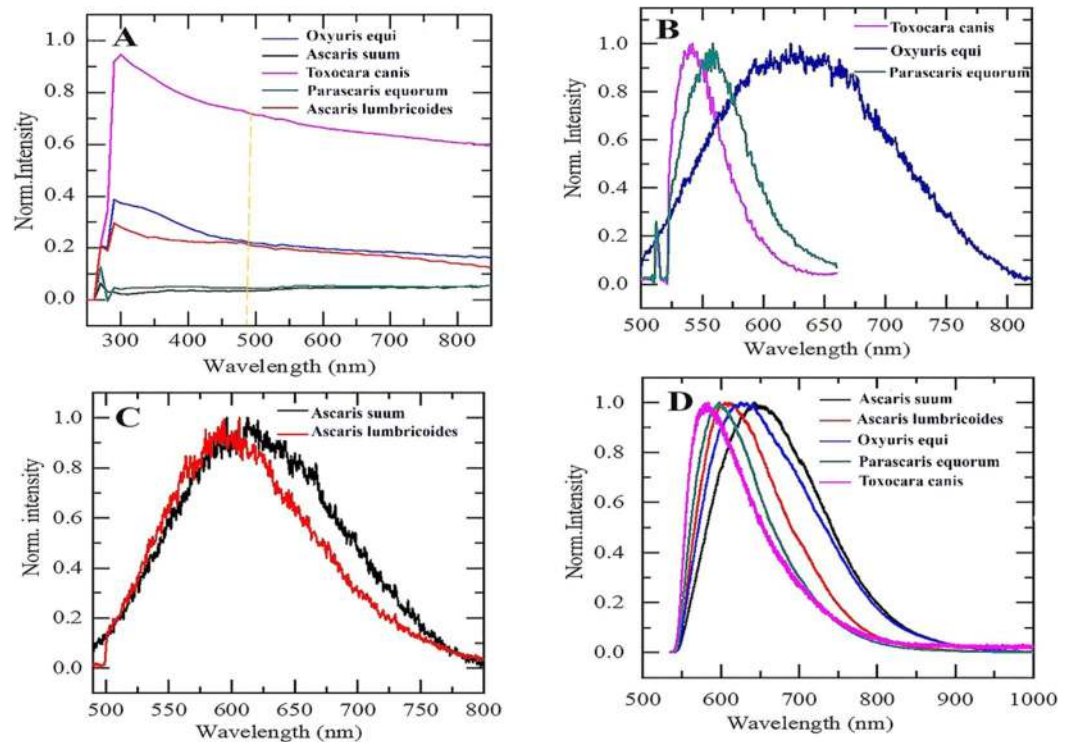 A
Oxyuris equi
Ascaris suum
Toxocara canis
Parascaris equorum
Ascaris lumbricoides
Norm.Intensity
1.0
0.8
0.6
0.4
0.2
0.0
300 400 500 600 700 800
Wavelength (nm)
B
Toxocara canis
Oxyuris equi
Parascaris equorum
Norm. Intensity
1.0
0.8
0.6
0.4
0.2
0.0
500 550 600 650 700 750 800
Wavelength (nm)
C
Ascaris suum
Ascaris lumbricoides
Norm. intensity
1.0
0.8
0.6
0.4
0.2
0.0
500 550 600 650 700 750 800
Wavelength (nm)
D
Ascaris suum
Ascaris lumbricoides
Oxyuris equi
Parascaris equorum
Toxocara canis
Norm.Intensity
1.0
0.8
0.6
0.4
0.2
0.0
500 600 700 800 900 1000
Wavelength (nm)